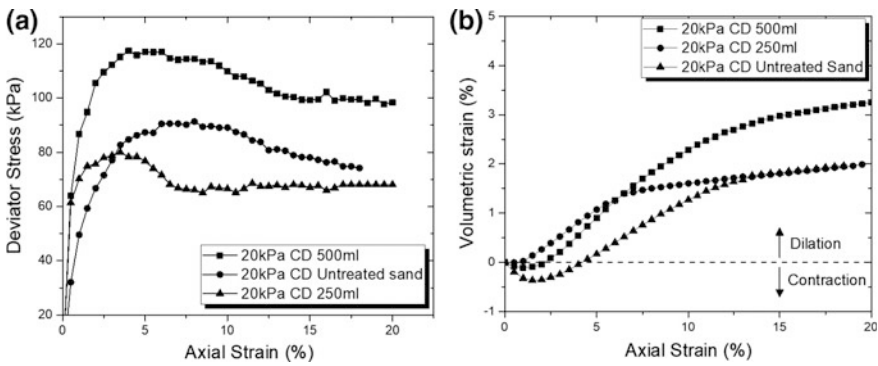 (a)
120
100
80
60
40
20
Deviator Stress (kPa)
20kPa CD 500ml
20kPa CD Untreated sand
20kPa CD 250ml
0 5 10 15 20
Axial Strain (%)
(b)
5
4
3
2
1
0
-1
Volumetric strain (%)
20kPa CD 500ml
20kPa CD 250ml
20kPa CD Untreated Sand
Dilation
Contraction
0 5 10 15 20
Axial Strain (%)